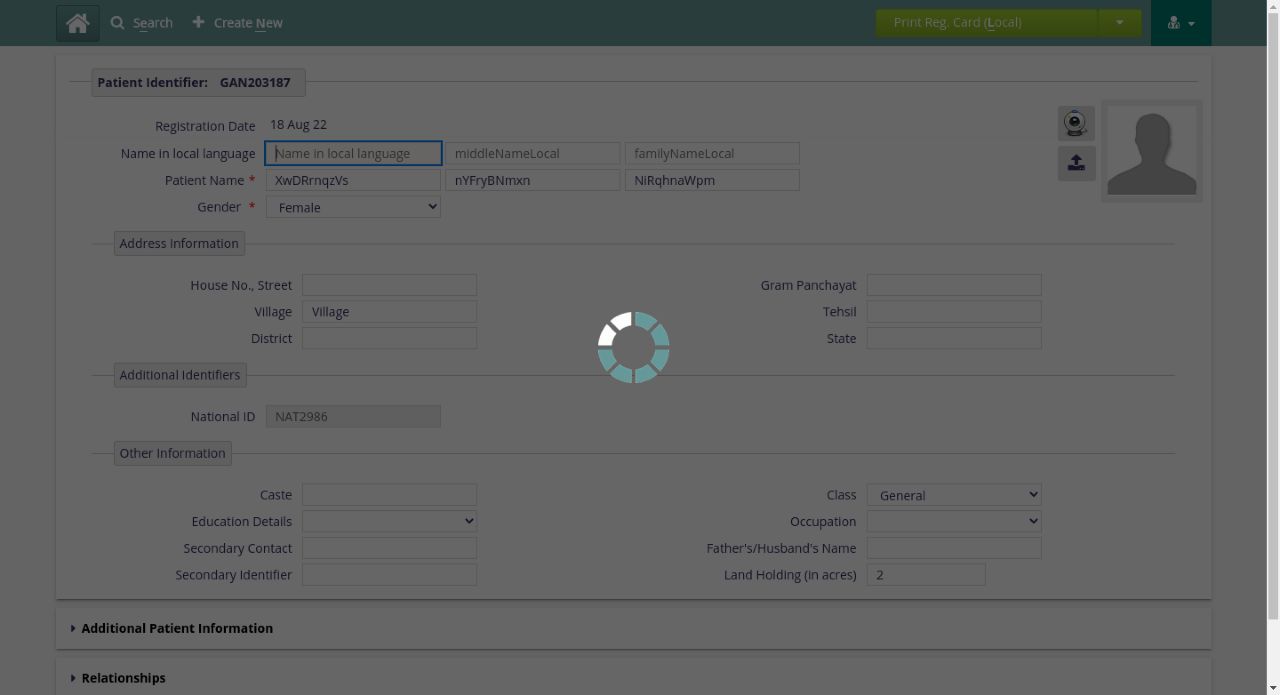 Search
Create New
Print Reg. Card (Local)
Patient Identifier: GAN203187
Registration Date 18 Aug 22
Name in local language Name in local language middleNameLocal familyNameLocal
Patient Name * XwDRrnqzVs nYFryBNmxn NiRqhnaWpm
Gender * Female
Address Information
House No., Street Gram Panchayat
Village Village Tehsil
District State
Additional Identifiers
National ID NAT2986
Other Information
Caste Class General
Education Details Occupation
Secondary Contact Father's/Husband's Name
Secondary Identifier Land Holding (in acres) 2
Additional Patient Information
Relationships